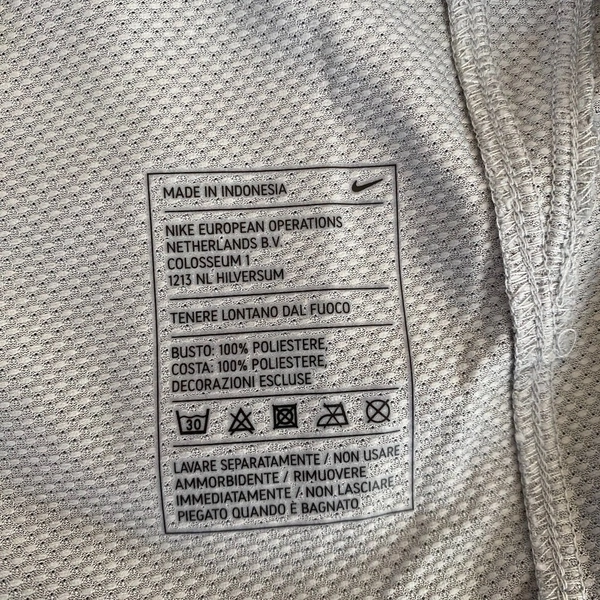 MADE IN INDONESIA
NIKE EUROPEAN OPERATIONS
NETHERLANDS B.V.
COLOSSEUM 1
1213 NL HILVERSUM
TENERE LONTANO DAL FUOCO
BUSTO: 100% POLIESTERE,
COSTA: 100% POLIESTERE,
DECORAZIONI ESCLUSE
30
LAVARE SEPARATAMENTE / NON USARE
AMMORBIDENTE / RIMUOVERE
IMMEDIATAMENTE / NON LASCIARE
PIEGATO QUANDO È BAGNATO